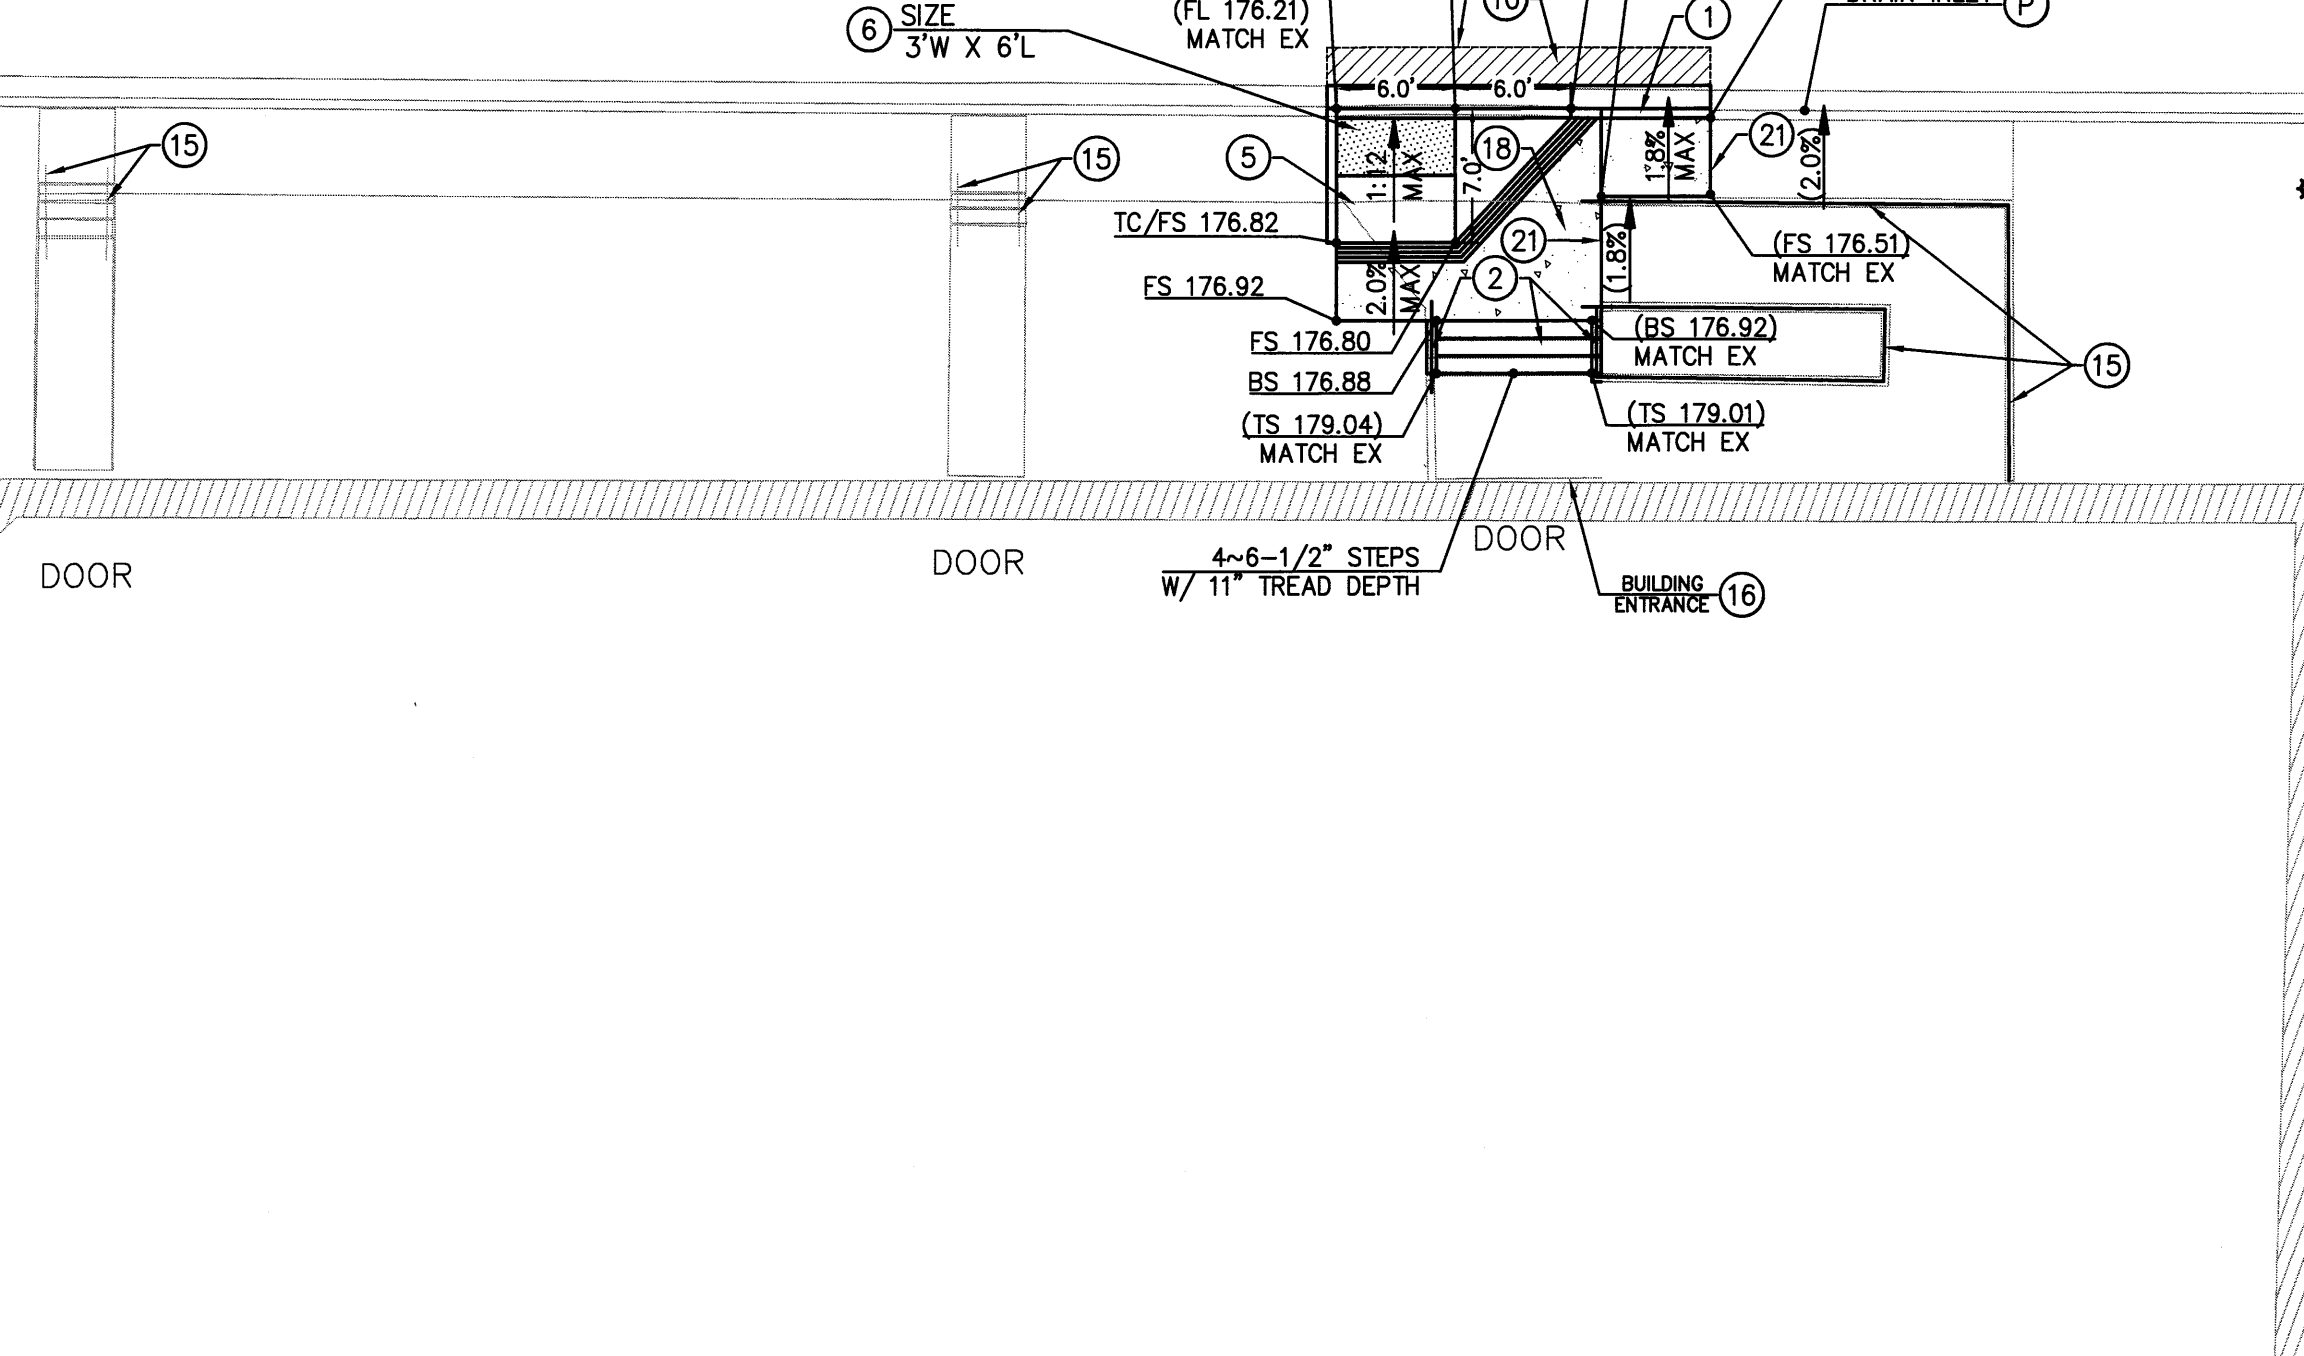 6 SIZE
3'W X 6'L
(FL 176.21)
MATCH EX
10
1
P
6.0'
6.0'
15
15
5
1:12
MAX
7.0'
18
1.8%
MAX
21
(2.0%)
TC/FS 176.82
21
(1.8%)
(FS 176.51)
MATCH EX
FS 176.92
2.0%
MAX
2
FS 176.80
(BS 176.92)
MATCH EX
15
BS 176.88
(TS 179.04)
MATCH EX
(TS 179.01)
MATCH EX
DOOR
DOOR
DOOR
4~6-1/2" STEPS
W/ 11" TREAD DEPTH
BUILDING
ENTRANCE 16